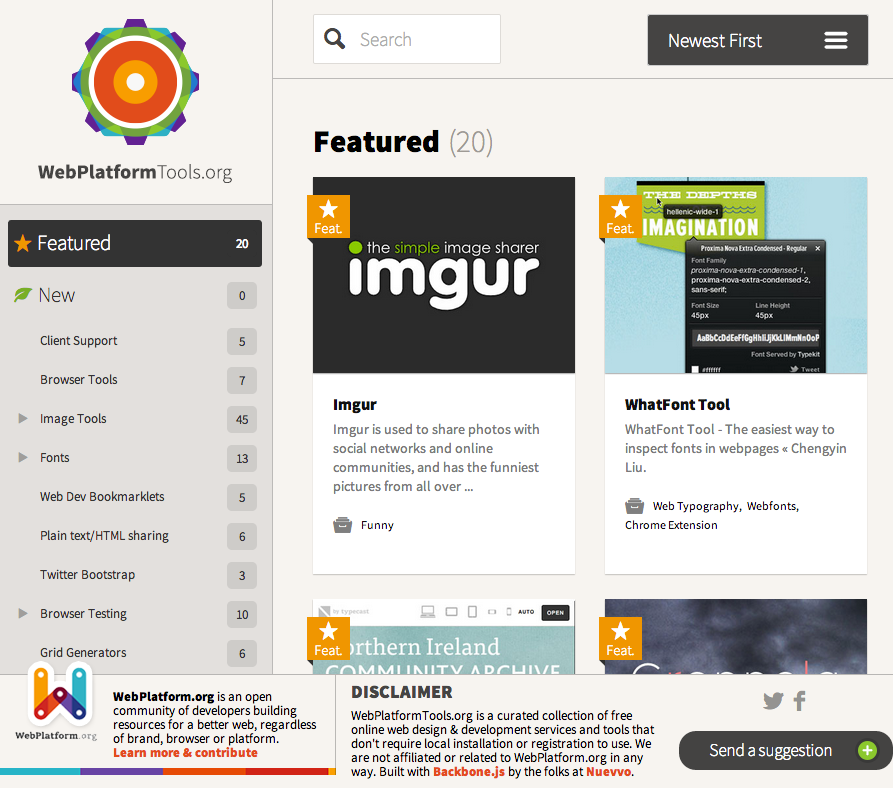 WebPlatformTools.org
Search
Newest First
Featured 20
New 0
Client Support 5
Browser Tools 7
Image Tools 45
Fonts 13
Web Dev Bookmarklets 5
Plain text/HTML sharing 6
Twitter Bootstrap 3
Browser Testing 10
Grid Generators 6
Featured (20)
Feat.
the simple image sharer
imgur
Imgur
Imgur is used to share photos with
social networks and online
communities, and has the funniest
pictures from all over ...
Funny
Feat.
THE DEPTHS
hellenic-wide-1
IMAGINATION
Proxima Nova Extra Condensed - Regular ×
Font Family
proxima-nova-extra-condensed-1,
proxima-nova-extra-condensed-2,
sans-serif;
Font Size Line Height
45px 45px
AaBbCcDdEeFfGgHhIiJjKkLlMmNnOoP
Font Served by Typekit
#ffffff Tweet
WhatFont Tool
WhatFont Tool - The easiest way to
inspect fonts in webpages « Chengyin
Liu.
Web Typography, Webfonts,
Chrome Extension
by typecast AUTO OPEN
Feat.
orthern Ireland
COMMUNITY ARCHIVE
Feat.
WebPlatform.org
WebPlatform.org is an open
community of developers building
resources for a better web, regardless
of brand, browser or platform.
Learn more & contribute
DISCLAIMER
WebPlatformTools.org is a curated collection of free
online web design & development services and tools that
don't require local installation or registration to use. We
are not affiliated or related to WebPlatform.org in any
way. Built with Backbone.js by the folks at Nuevvo.
Send a suggestion